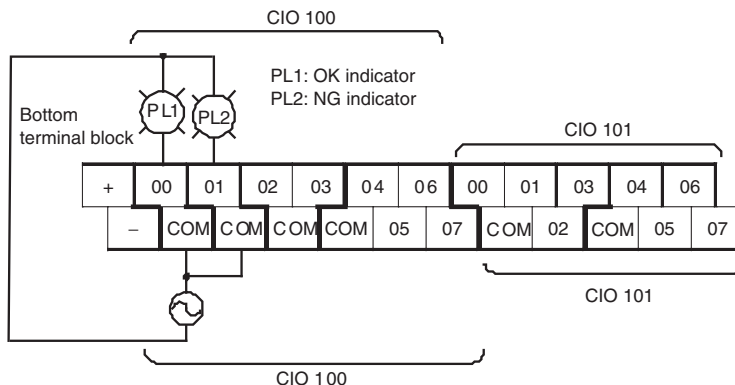 CIO 100
PL1: OK indicator
PL2: NG indicator
PL1
PL2
Bottom
terminal block
CIO 101
+ 00 01 02 03 04 06 00 01 03 04 06
− COM COM COM COM 05 07 COM 02 COM 05 07
CIO 101
CIO 100